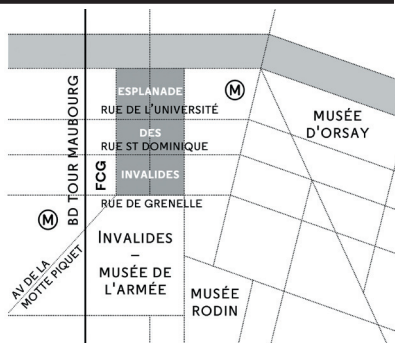 ESPLANADE
RUE DE L'UNIVERSITÉ
M
MUSÉE
D'ORSAY
DES
RUE ST DOMINIQUE
BD TOUR MAUBOURG
FCG
INVALIDES
RUE DE GRENELLE
M
AV DE LA
MOTTE PIQUET
INVALIDES
–
MUSÉE DE
L'ARMÉE
MUSÉE
RODIN